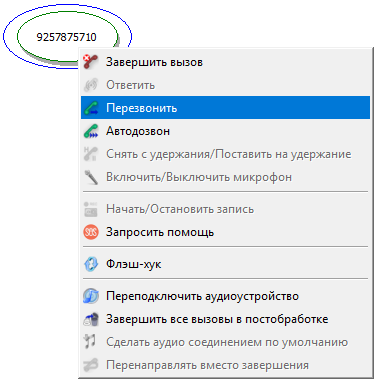 9257875710
Завершить вызов
Ответить
Перезвонить
Автодозвон
Снять с удержания/Поставить на удержание
Включить/Выключить микрофон
Начать/Остановить запись
SOS
Запросить помощь
Флэш-хук
Переподключить аудиоустройство
Завершить все вызовы в постобработке
Сделать аудио соединением по умолчанию
Перенаправлять вместо завершения